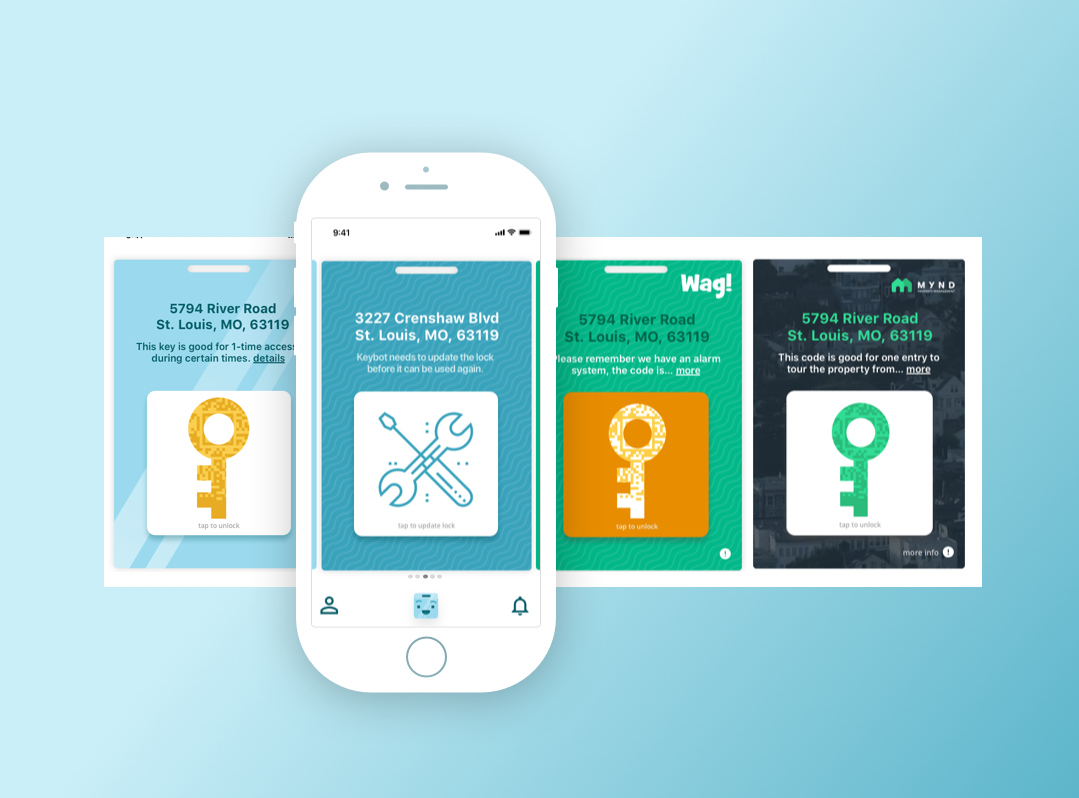 5794 River Road
St. Louis, MO, 63119
This key is good for 1-time access
during certain times. details
tap to unlock
9:41
3227 Crenshaw Blvd
St. Louis, MO, 63119
Keybot needs to update the lock
before it can be used again.
tap to update lock
Wag!
5794 River Road
St. Louis, MO, 63119
Please remember we have an alarm
system, the code is... more
tap to unlock
MYND
PROPERTY MANAGEMENT
5794 River Road
St. Louis, MO, 63119
This code is good for one entry to
tour the property from... more
tap to unlock
more info